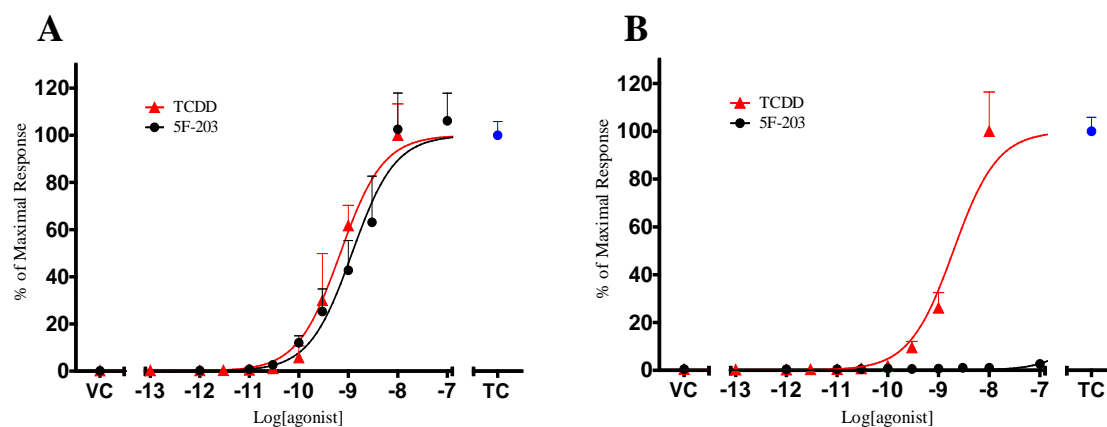 A
% of Maximal Response
120
100
80
60
40
20
0
TCDD
5F-203
VC -13 -12 -11 -10 -9 -8 -7 TC
Log[agonist]
B
% of Maximal Response
120
100
80
60
40
20
0
TCDD
5F-203
VC -13 -12 -11 -10 -9 -8 -7 TC
Log[agonist]